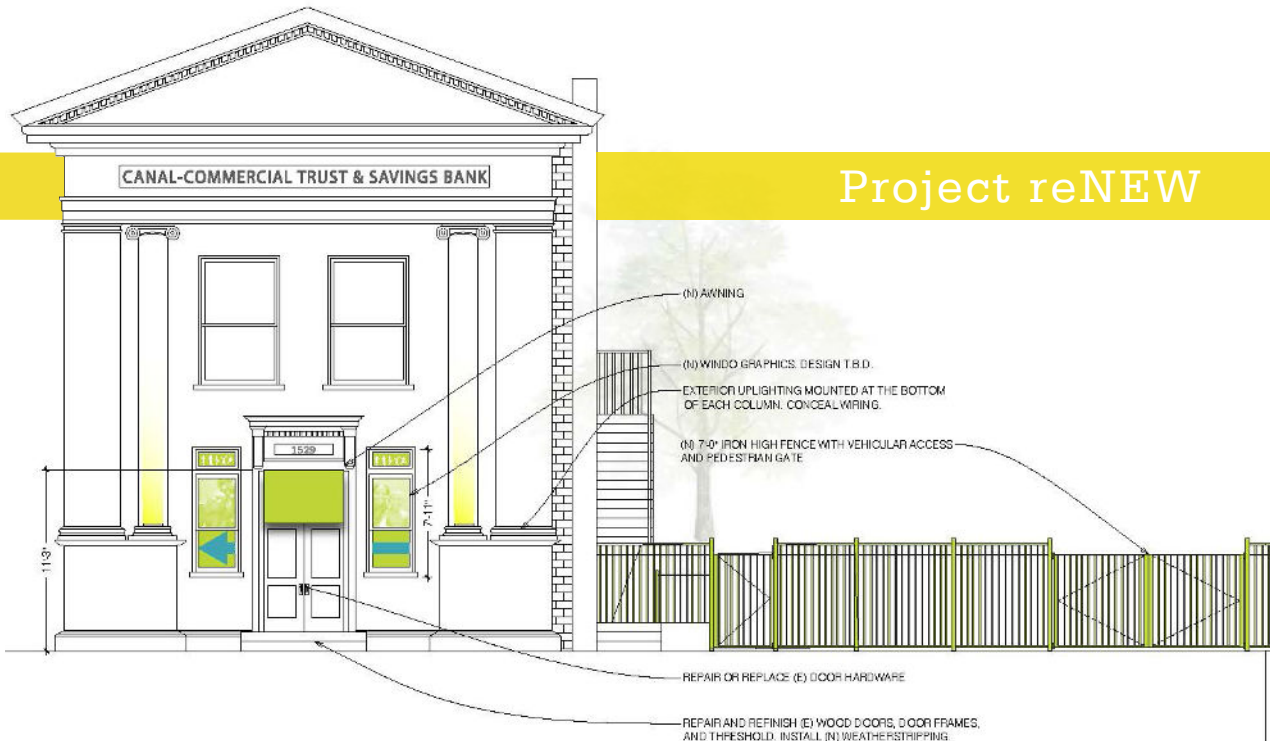 CANAL-COMMERCIAL TRUST & SAVINGS BANK
Project reNEW
(N) AWNING
(N) WINDO GRAPHICS. DESIGN T.B.D.
EXTERIOR UPLIGHTING MOUNTED AT THE BOTTOM
OF EACH COLUMN. CONCEAL WIRING.
(N) 7'-0" IRON HIGH FENCE WITH VEHICULAR ACCESS
AND PEDESTRIAN GATE
1529
11'-3"
7'-11"
REPAIR OR REPLACE (E) DOOR HARDWARE
REPAIR AND REFINISH (E) WOOD DOORS, DOOR FRAMES,
AND THRESHOLD. INSTALL (N) WEATHERSTRIPPING.